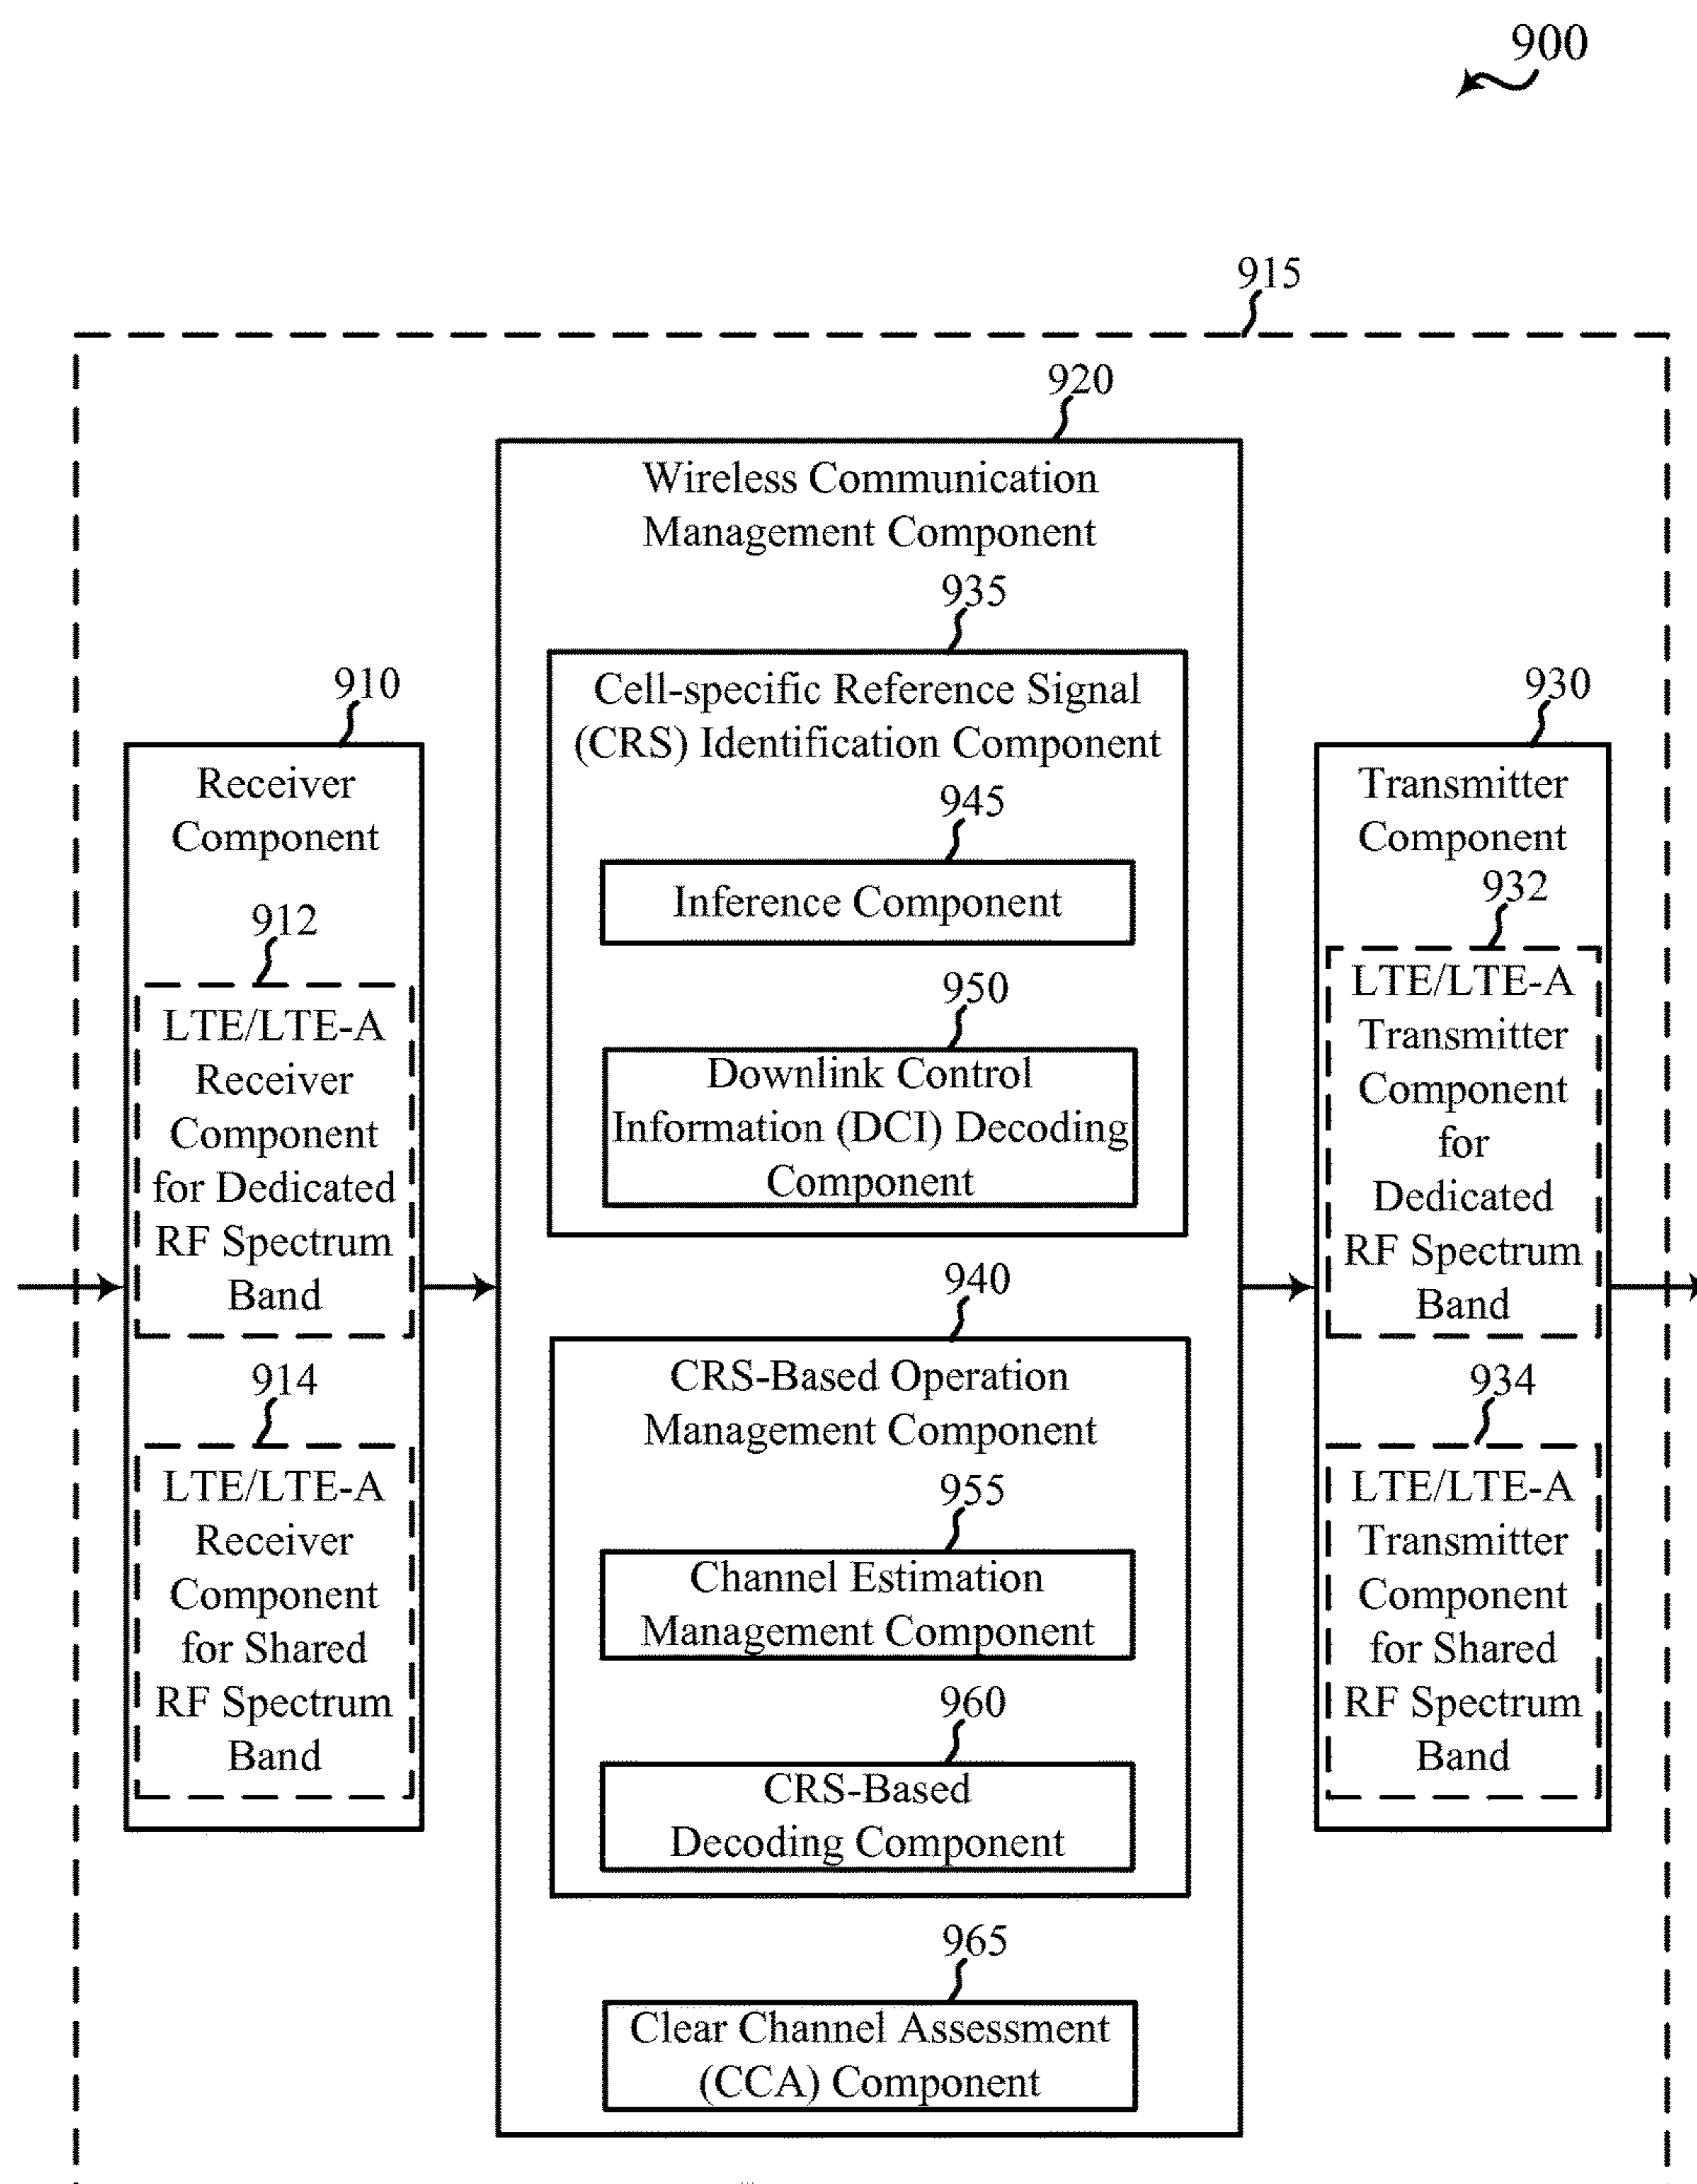 900
915
920
Wireless Communication
Management Component
935
Cell-specific Reference Signal
(CRS) Identification Component
945
Inference Component
950
Downlink Control
Information (DCI) Decoding
Component
940
CRS-Based Operation
Management Component
955
Channel Estimation
Management Component
960
CRS-Based
Decoding Component
965
Clear Channel Assessment
(CCA) Component
910
Receiver
Component
912
LTE/LTE-A
Receiver
Component
for Dedicated
RF Spectrum
Band
914
LTE/LTE-A
Receiver
Component
for Shared
RF Spectrum
Band
930
Transmitter
Component
932
LTE/LTE-A
Transmitter
Component
for
Dedicated
RF Spectrum
Band
934
LTE/LTE-A
Transmitter
Component
for Shared
RF Spectrum
Band